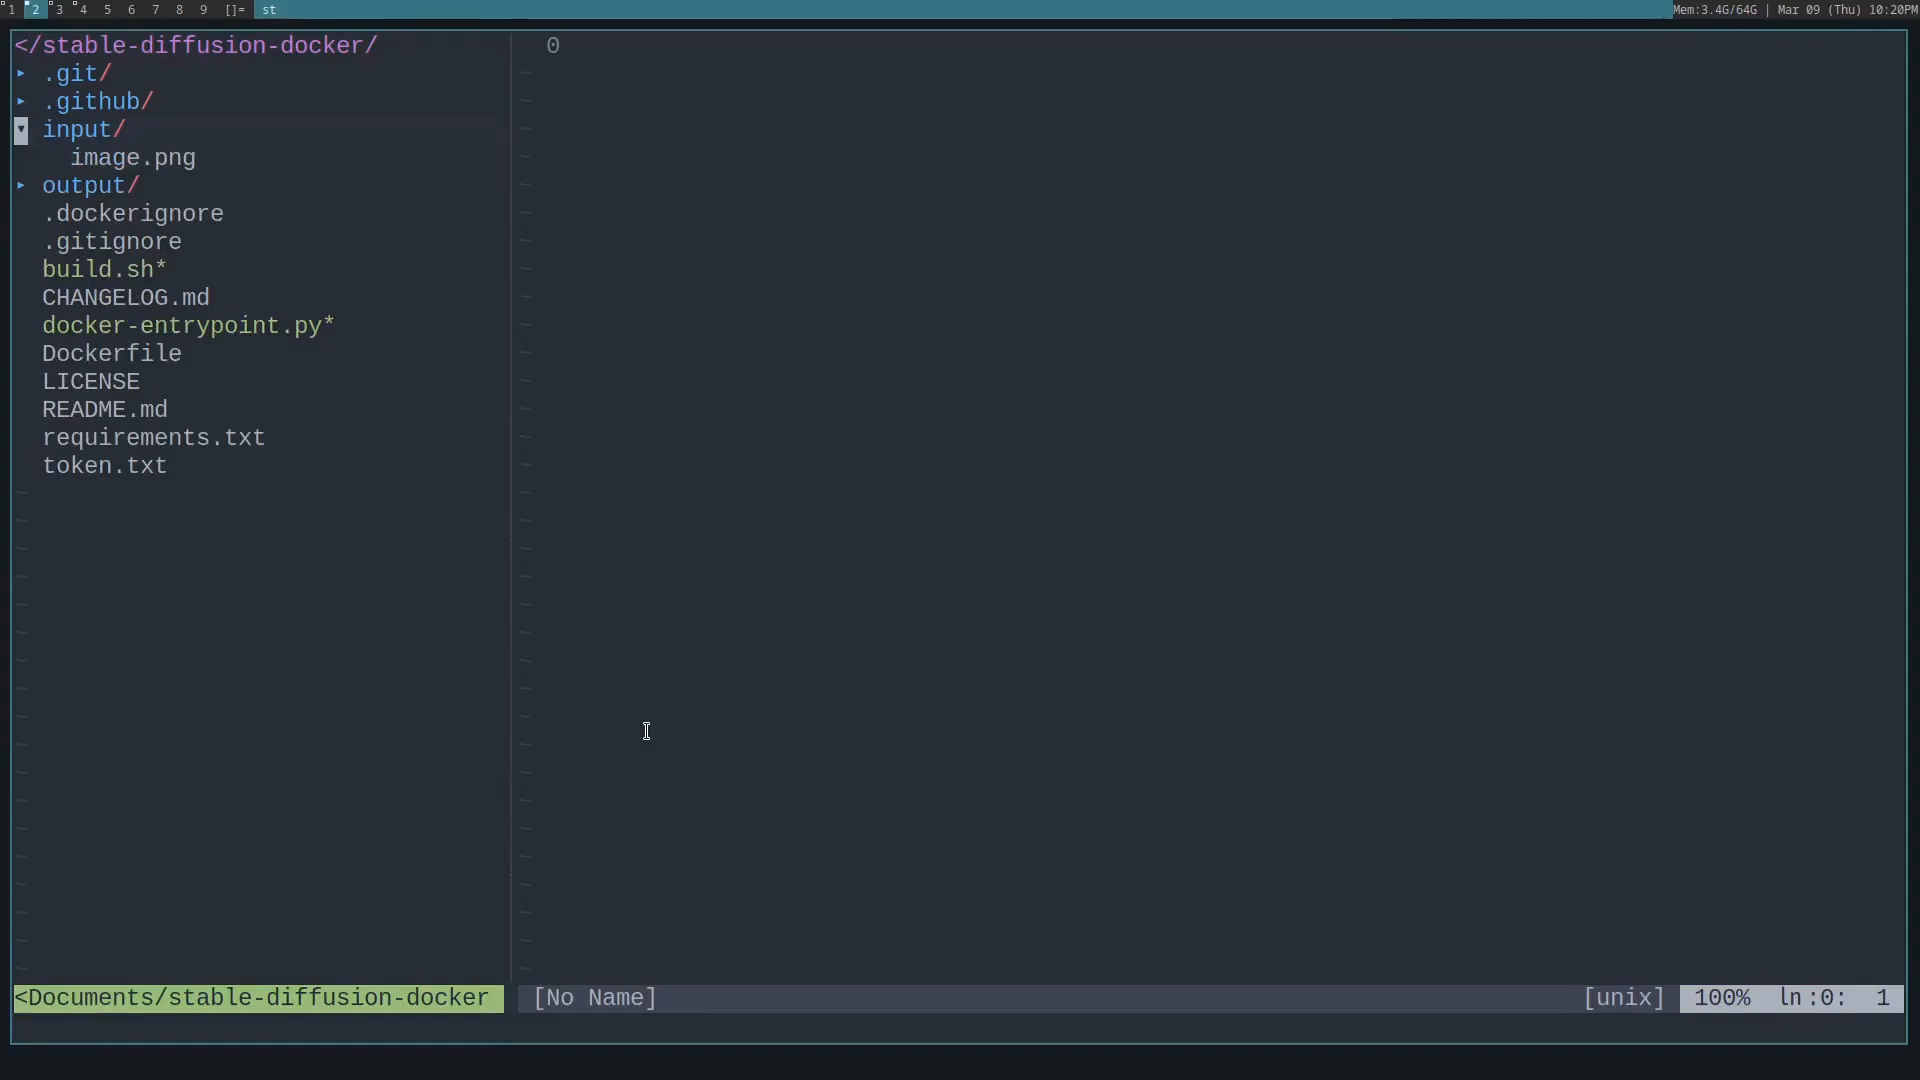 1 2 3 4 5 6 7 8 9 []= st Mem:3.4G/64G | Mar 09 (Thu) 10:20PM
</stable-diffusion-docker/
▸ .git/
▸ .github/
▾ input/
image.png
▸ output/
.dockerignore
.gitignore
build.sh*
CHANGELOG.md
docker-entrypoint.py*
Dockerfile
LICENSE
README.md
requirements.txt
token.txt
0
<Documents/stable-diffusion-docker [No Name] [unix] 100% ln:0: 1